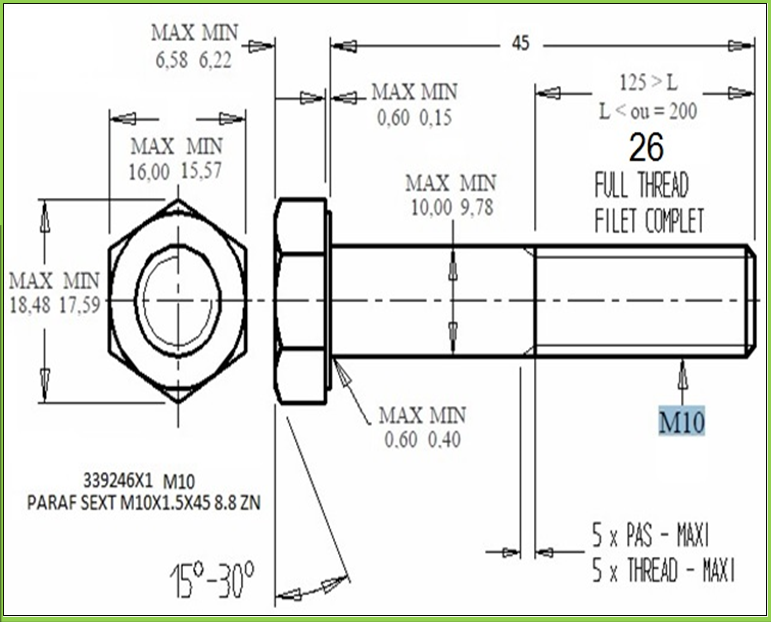 MAX MIN
6,58 6,22
45
MAX MIN
0,60 0,15
125 > L
L < ou = 200
26
FULL THREAD
FILET COMPLET
MAX MIN
16,00 15,57
MAX MIN
10,00 9,78
MAX MIN
18,48 17,59
MAX MIN
0,60 0,40
M10
339246X1 M10
PARAF SEXT M10X1.5X45 8.8 ZN
15°-30°
5 x PAS - MAXI
5 x THREAD - MAXI